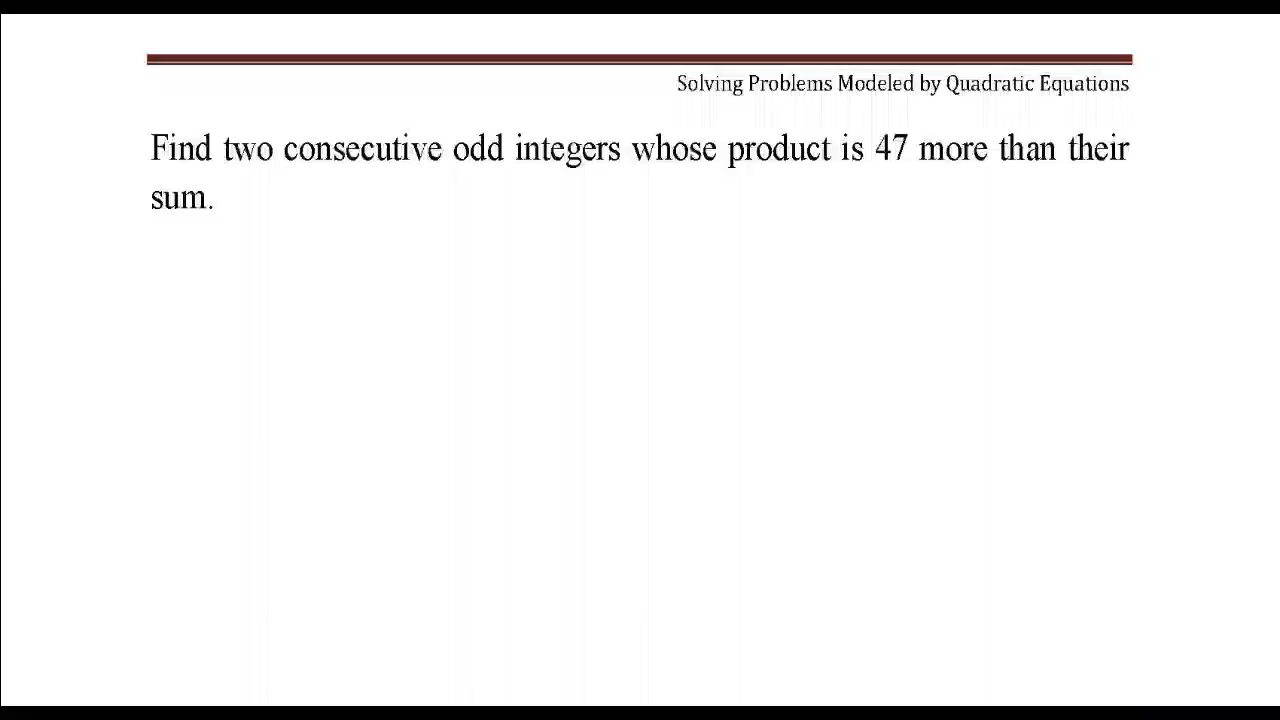 Solving Problems Modeled by Quadratic Equations
Find two consecutive odd integers whose product is 47 more than their
sum.